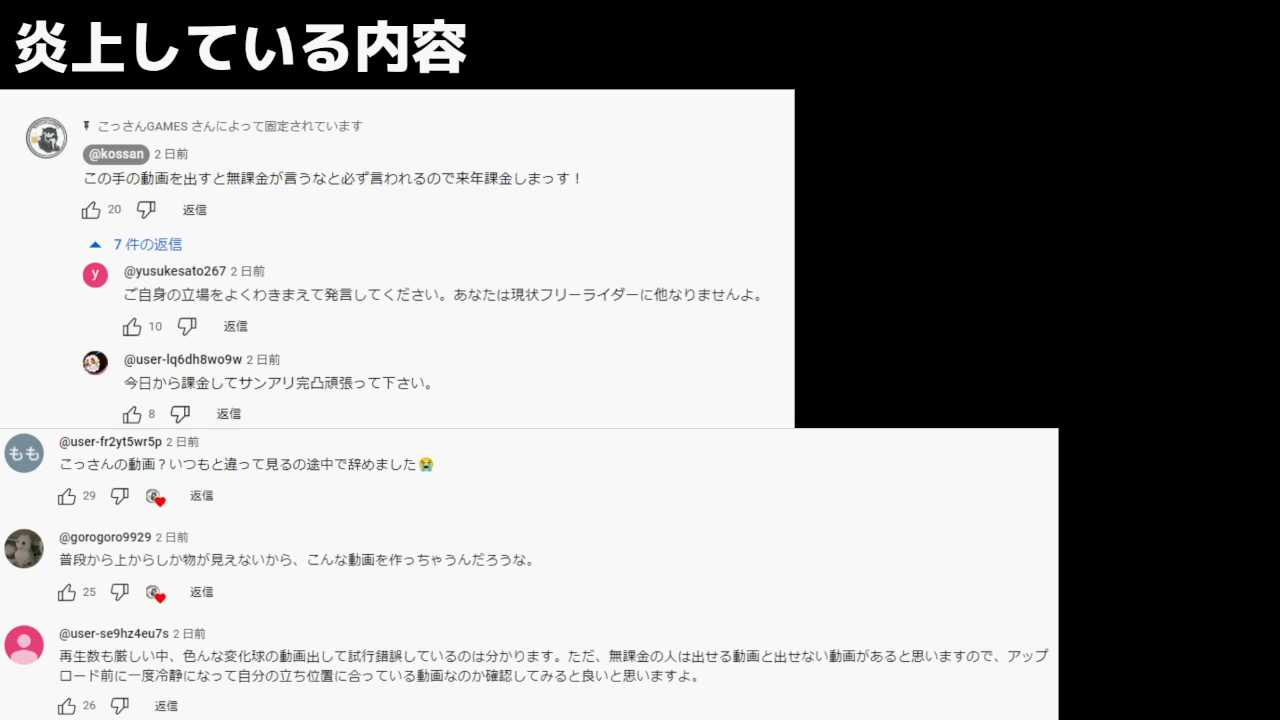 炎上している内容
こっさんGAMES さんによって固定されています
@kossan 2 日前
この手の動画を出すと無課金が言うなと必ず言われるので来年課金しまっす！
20 返信
7 件の返信
y
@yusukesato267 2 日前
ご自身の立場をよくわきまえて発言してください。あなたは現状フリーライダーに他なりませんよ。
10 返信
@user-lq6dh8wo9w 2 日前
今日から課金してサンアリ完凸頑張って下さい。
8 返信
もも
@user-fr2yt5wr5p 2 日前
こっさんの動画？いつもと違って見るの途中で辞めました😭
29 返信
@gorogoro9929 2 日前
普段から上からしか物が見えないから、こんな動画を作っちゃうんだろうな。
25 返信
@user-se9hz4eu7s 2 日前
再生数も厳しい中、色んな変化球の動画出して試行錯誤しているのは分かります。ただ、無課金の人は出せる動画と出せない動画があると思いますので、アップ
ロード前に一度冷静になって自分の立ち位置に合っている動画なのか確認してみると良いと思いますよ。
26 返信